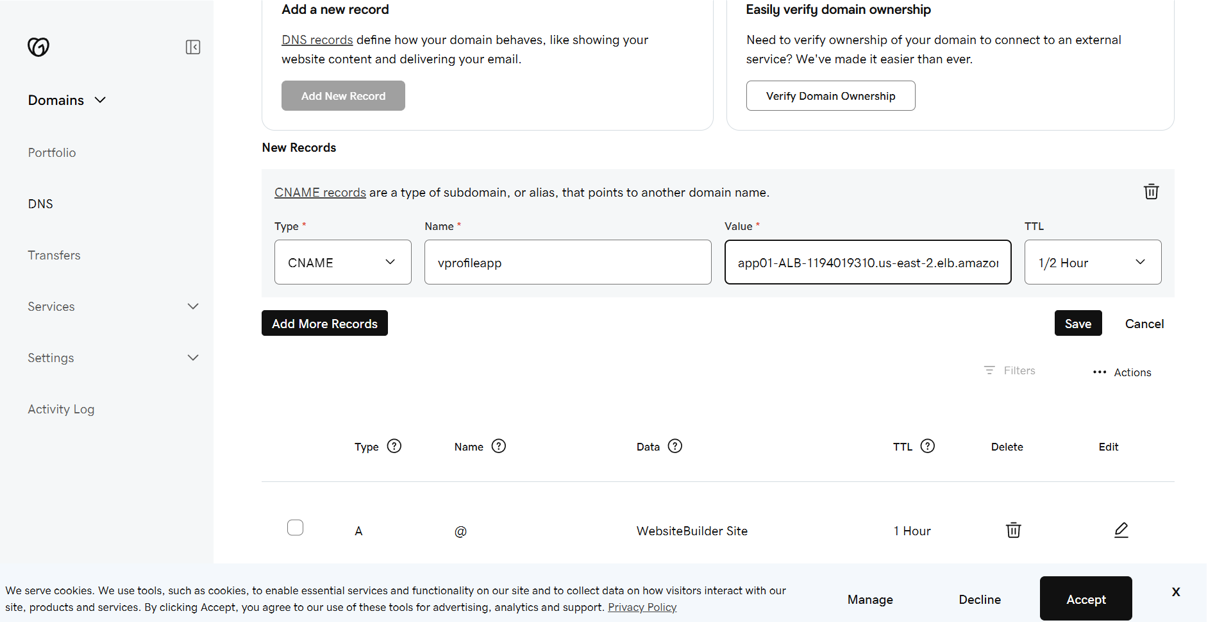 Domains
Portfolio
DNS
Transfers
Services
Settings
Activity Log
Add a new record
DNS records define how your domain behaves, like showing your
website content and delivering your email.
Add New Record
Easily verify domain ownership
Need to verify ownership of your domain to connect to an external
service? We've made it easier than ever.
Verify Domain Ownership
New Records
CNAME records are a type of subdomain, or alias, that points to another domain name.
Type * Name * Value * TTL
CNAME vprofileapp app01-ALB-1194019310.us-east-2.elb.amazon 1/2 Hour
Add More Records Save Cancel
Filters ••• Actions
Type ? Name ? Data ? TTL ? Delete Edit
A @ WebsiteBuilder Site 1 Hour
We serve cookies. We use tools, such as cookies, to enable essential services and functionality on our site and to collect data on how visitors interact with our
site, products and services. By clicking Accept, you agree to our use of these tools for advertising, analytics and support. Privacy Policy
Manage Decline Accept X